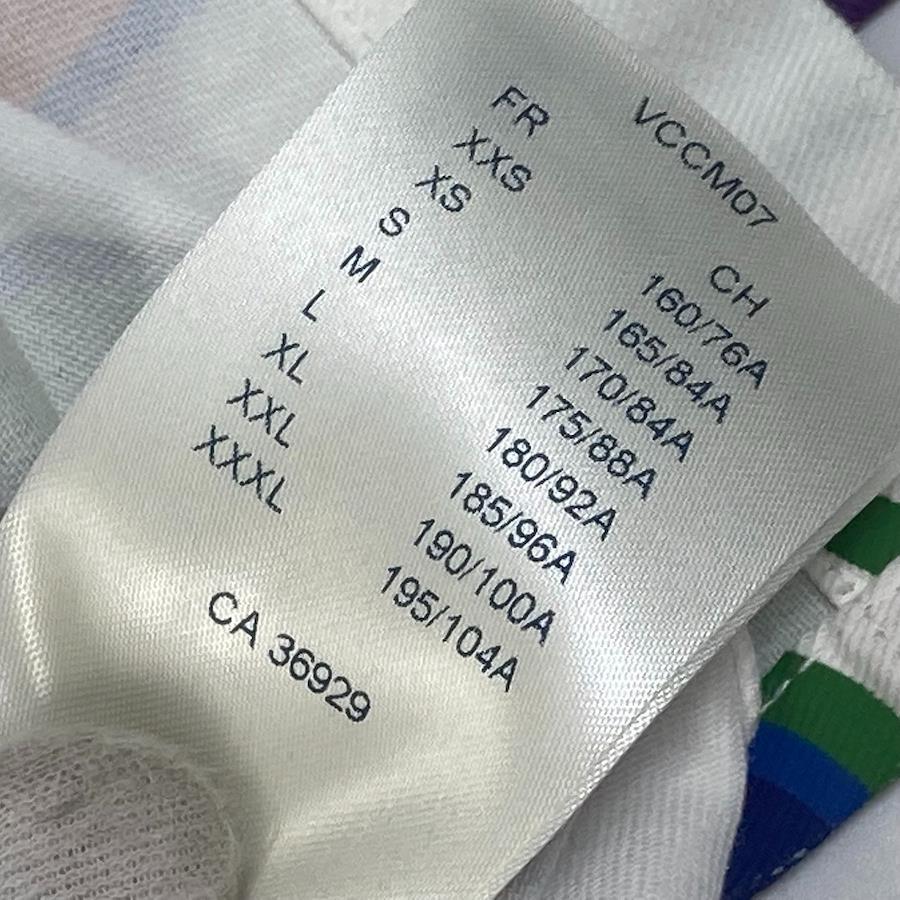 VCCM07
FR CH
XXS 160/76A
XS 165/84A
S 170/84A
M 175/88A
L 180/92A
XL 185/96A
XXL 190/100A
XXXL 195/104A
CA 36929